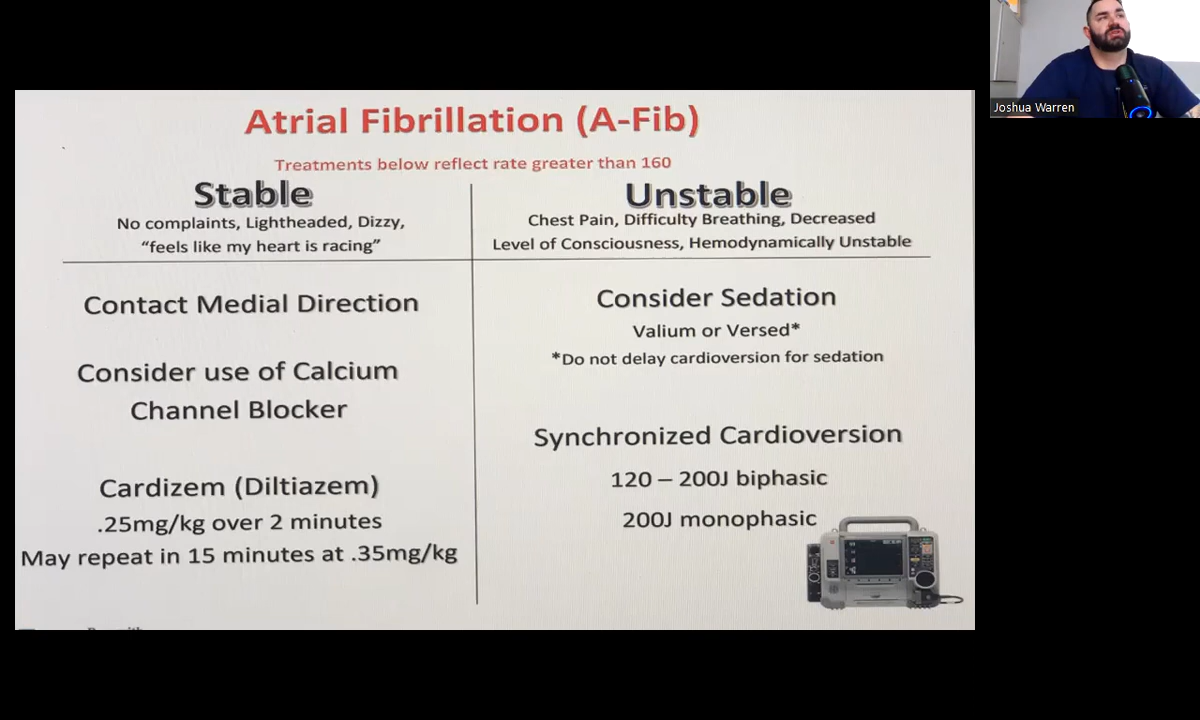 Joshua Warren
Atrial Fibrillation (A-Fib)
Treatments below reflect rate greater than 160
Stable
No complaints, Lightheaded, Dizzy,
“feels like my heart is racing”
Contact Medial Direction
Consider use of Calcium
Channel Blocker
Cardizem (Diltiazem)
.25mg/kg over 2 minutes
May repeat in 15 minutes at .35mg/kg
Unstable
Chest Pain, Difficulty Breathing, Decreased
Level of Consciousness, Hemodynamically Unstable
Consider Sedation
Valium or Versed*
*Do not delay cardioversion for sedation
Synchronized Cardioversion
120 – 200J biphasic
200J monophasic